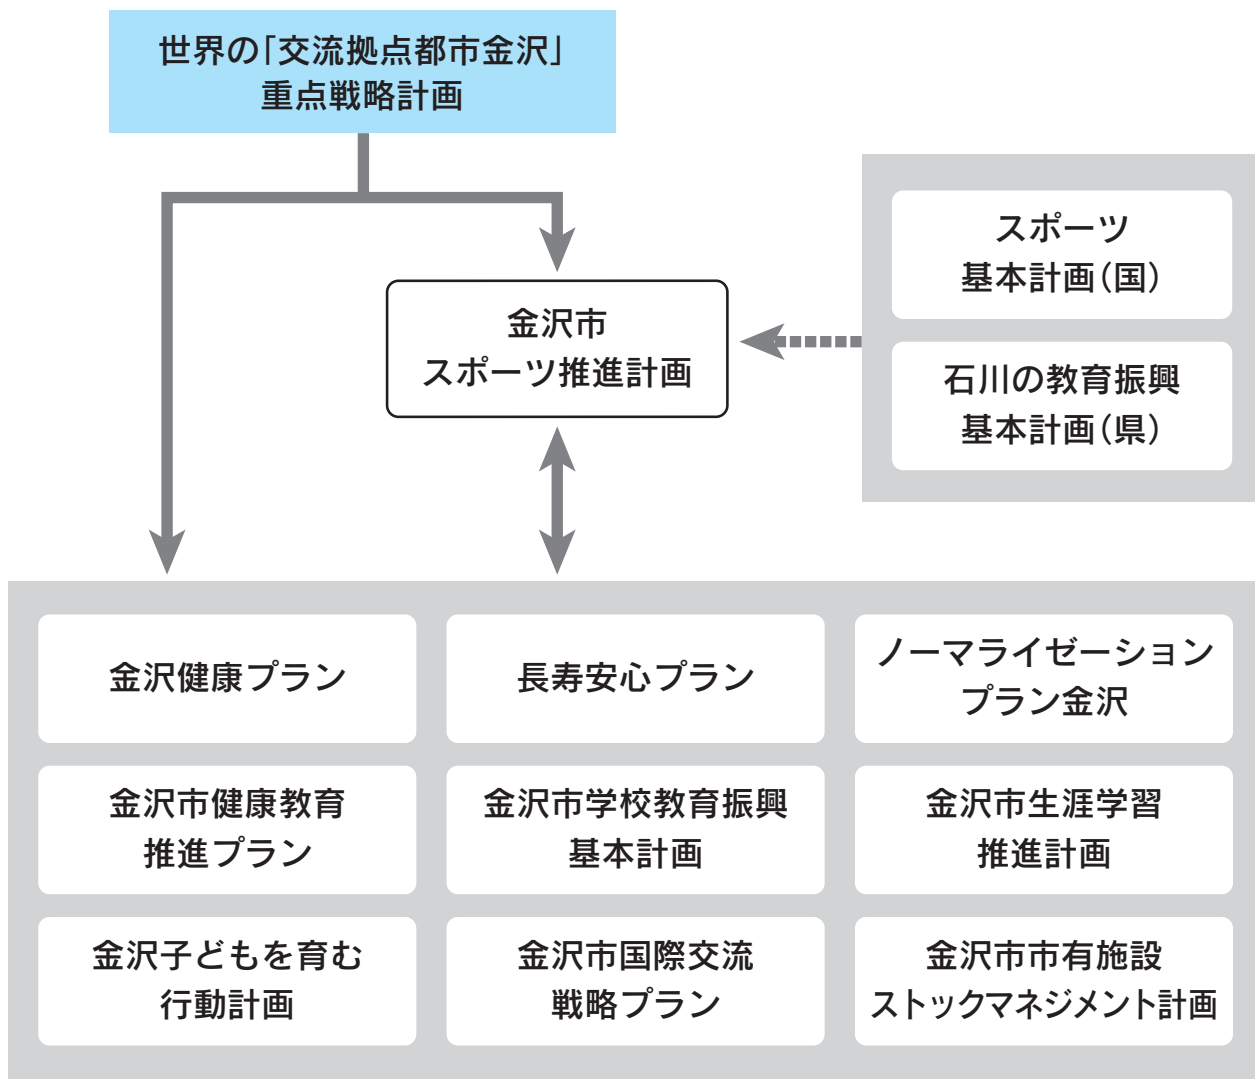 世界の「交流拠点都市金沢」
重点戦略計画
スポーツ
基本計画(国)
金沢市
スポーツ推進計画
石川の教育振興
基本計画(県)
金沢健康プラン
長寿安心プラン
ノーマライゼーション
プラン金沢
金沢市健康教育
推進プラン
金沢市学校教育振興
基本計画
金沢市生涯学習
推進計画
金沢子どもを育む
行動計画
金沢市国際交流
戦略プラン
金沢市市有施設
ストックマネジメント計画